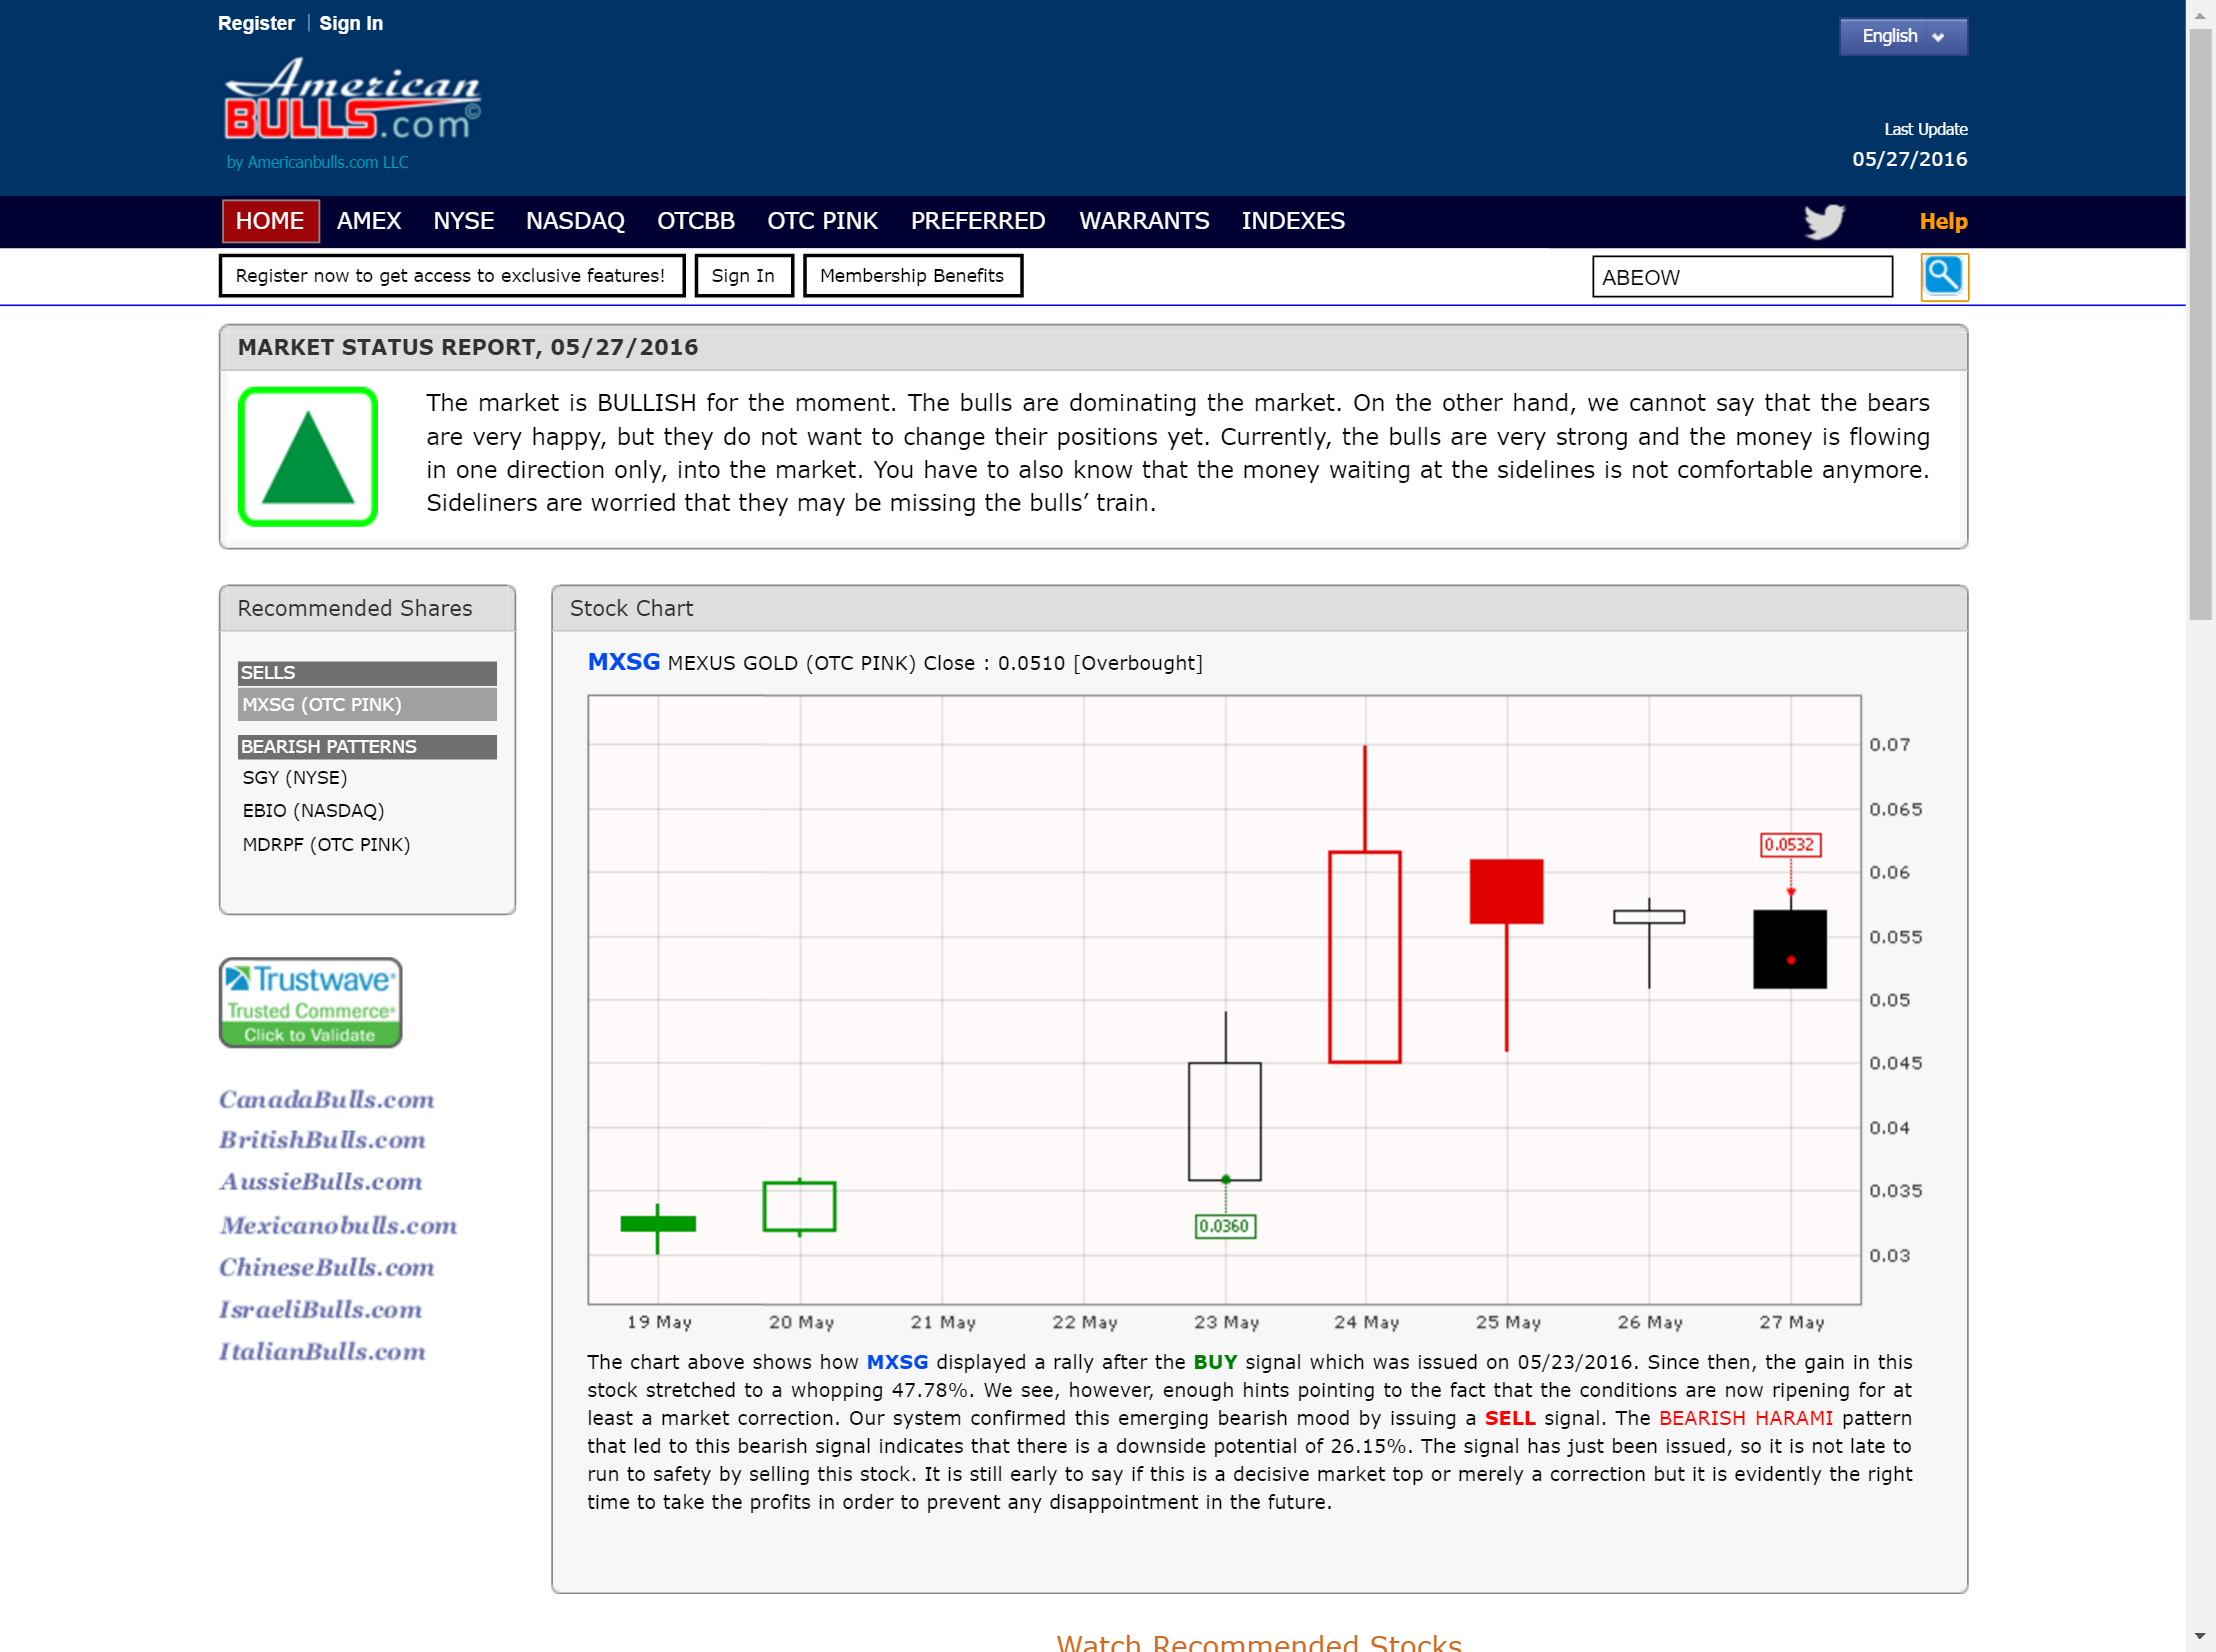 Register | Sign In
English
American
BULLS.com©
by Americanbulls.com LLC
Last Update
05/27/2016
HOME AMEX NYSE NASDAQ OTCBB OTC PINK PREFERRED WARRANTS INDEXES Help
Register now to get access to exclusive features! Sign In Membership Benefits ABEOW
MARKET STATUS REPORT, 05/27/2016
The market is BULLISH for the moment. The bulls are dominating the market. On the other hand, we cannot say that the bears
are very happy, but they do not want to change their positions yet. Currently, the bulls are very strong and the money is flowing
in one direction only, into the market. You have to also know that the money waiting at the sidelines is not comfortable anymore.
Sideliners are worried that they may be missing the bulls’ train.
Recommended Shares
SELLS
MXSG (OTC PINK)
BEARISH PATTERNS
SGY (NYSE)
EBIO (NASDAQ)
MDRPF (OTC PINK)
Trustwave®
Trusted Commerce®
Click to Validate
CanadaBulls.com
BritishBulls.com
AussieBulls.com
Mexicanobulls.com
ChineseBulls.com
IsraeliBulls.com
ItalianBulls.com
Stock Chart
MXSG MEXUS GOLD (OTC PINK) Close : 0.0510 [Overbought]
0.07
0.065
0.0532
0.06
0.055
0.05
0.045
0.04
0.035
0.0360
0.03
19 May 20 May 21 May 22 May 23 May 24 May 25 May 26 May 27 May
The chart above shows how MXSG displayed a rally after the BUY signal which was issued on 05/23/2016. Since then, the gain in this
stock stretched to a whopping 47.78%. We see, however, enough hints pointing to the fact that the conditions are now ripening for at
least a market correction. Our system confirmed this emerging bearish mood by issuing a SELL signal. The BEARISH HARAMI pattern
that led to this bearish signal indicates that there is a downside potential of 26.15%. The signal has just been issued, so it is not late to
run to safety by selling this stock. It is still early to say if this is a decisive market top or merely a correction but it is evidently the right
time to take the profits in order to prevent any disappointment in the future.
Watch Recommended Stocks